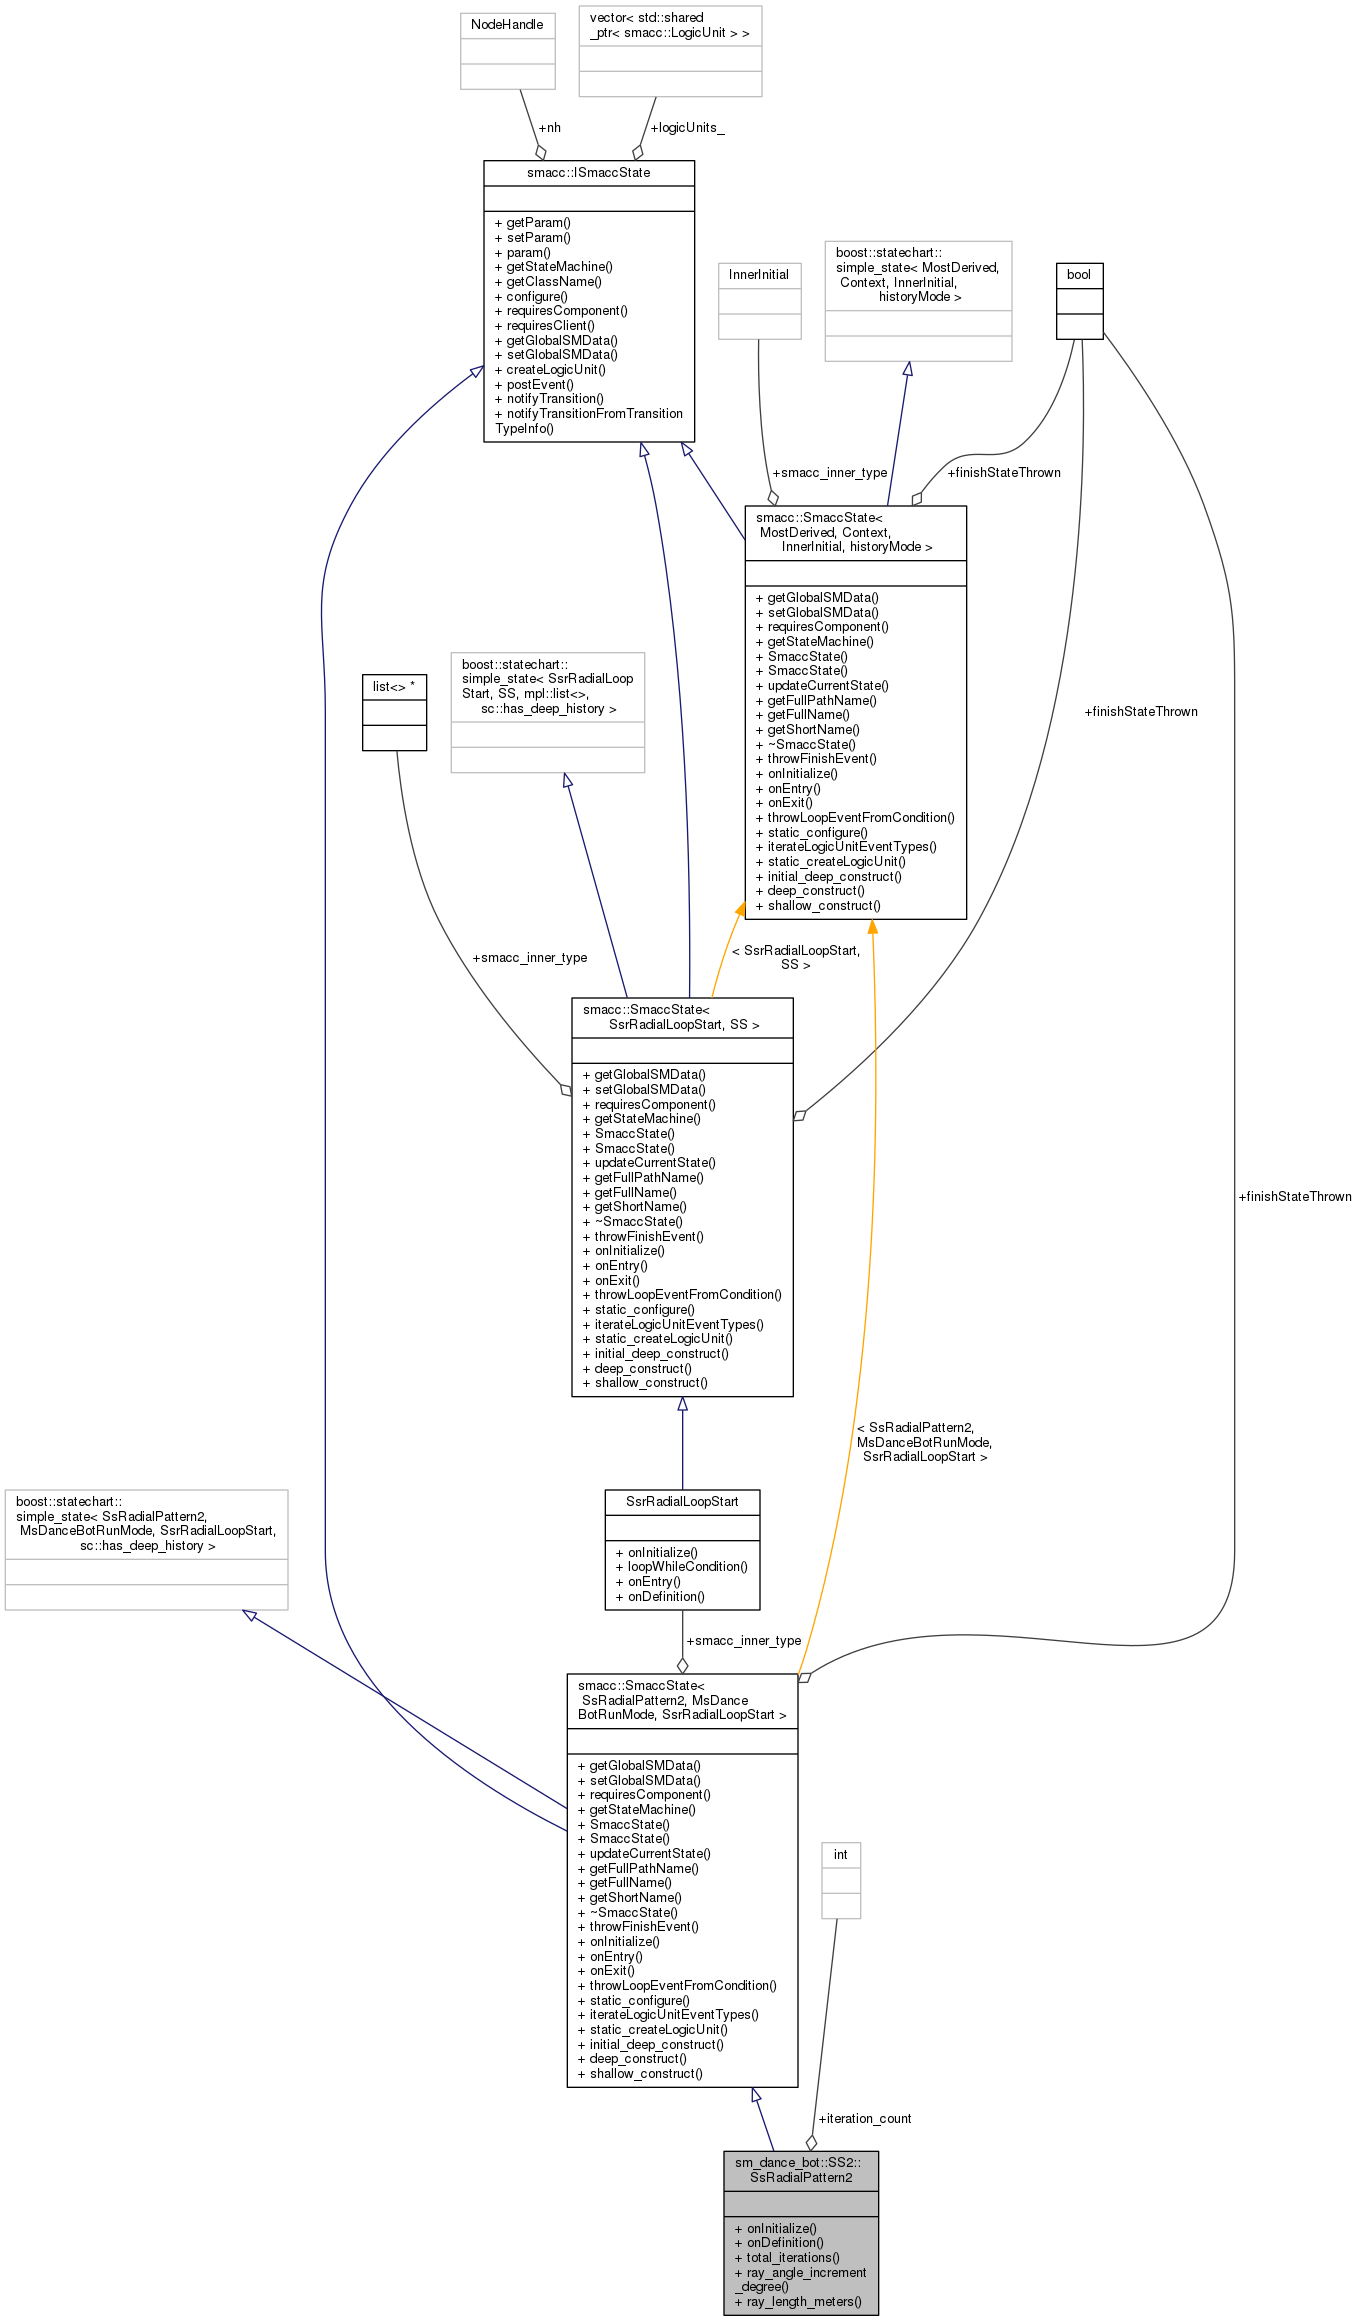 NodeHandle
vector< std::shared
_ptr< smacc::LogicUnit > >
+nh
+logicUnits_
smacc::ISmaccState
+ getParam()
+ setParam()
+ param()
+ getStateMachine()
+ getClassName()
+ configure()
+ requiresComponent()
+ requiresClient()
+ getGlobalSMData()
+ setGlobalSMData()
+ createLogicUnit()
+ postEvent()
+ notifyTransition()
+ notifyTransitionFromTransition
TypeInfo()
InnerInitial
boost::statechart::
simple_state< MostDerived,
Context, InnerInitial,
historyMode >
bool
+smacc_inner_type
+finishStateThrown
smacc::SmaccState<
MostDerived, Context,
InnerInitial, historyMode >
+ getGlobalSMData()
+ setGlobalSMData()
+ requiresComponent()
+ getStateMachine()
+ SmaccState()
+ SmaccState()
+ updateCurrentState()
+ getFullPathName()
+ getFullName()
+ getShortName()
+ ~SmaccState()
+ throwFinishEvent()
+ onInitialize()
+ onEntry()
+ onExit()
+ throwLoopEventFromCondition()
+ static_configure()
+ iterateLogicUnitEventTypes()
+ static_createLogicUnit()
+ initial_deep_construct()
+ deep_construct()
+ shallow_construct()
list<> *
boost::statechart::
simple_state< SsrRadialLoop
Start, SS, mpl::list<>,
sc::has_deep_history >
+finishStateThrown
+smacc_inner_type
< SsrRadialLoopStart,
SS >
smacc::SmaccState<
SsrRadialLoopStart, SS >
+ getGlobalSMData()
+ setGlobalSMData()
+ requiresComponent()
+ getStateMachine()
+ SmaccState()
+ SmaccState()
+ updateCurrentState()
+ getFullPathName()
+ getFullName()
+ getShortName()
+ ~SmaccState()
+ throwFinishEvent()
+ onInitialize()
+ onEntry()
+ onExit()
+ throwLoopEventFromCondition()
+ static_configure()
+ iterateLogicUnitEventTypes()
+ static_createLogicUnit()
+ initial_deep_construct()
+ deep_construct()
+ shallow_construct()
+finishStateThrown
< SsRadialPattern2,
MsDanceBotRunMode,
SsrRadialLoopStart >
boost::statechart::
simple_state< SsRadialPattern2,
MsDanceBotRunMode, SsrRadialLoopStart,
sc::has_deep_history >
SsrRadialLoopStart
+ onInitialize()
+ loopWhileCondition()
+ onEntry()
+ onDefinition()
+smacc_inner_type
smacc::SmaccState<
SsRadialPattern2, MsDance
BotRunMode, SsrRadialLoopStart >
+ getGlobalSMData()
+ setGlobalSMData()
+ requiresComponent()
+ getStateMachine()
+ SmaccState()
+ SmaccState()
+ updateCurrentState()
+ getFullPathName()
+ getFullName()
+ getShortName()
+ ~SmaccState()
+ throwFinishEvent()
+ onInitialize()
+ onEntry()
+ onExit()
+ throwLoopEventFromCondition()
+ static_configure()
+ iterateLogicUnitEventTypes()
+ static_createLogicUnit()
+ initial_deep_construct()
+ deep_construct()
+ shallow_construct()
int
+iteration_count
sm_dance_bot::SS2::
SsRadialPattern2
+ onInitialize()
+ onDefinition()
+ total_iterations()
+ ray_angle_increment
_degree()
+ ray_length_meters()